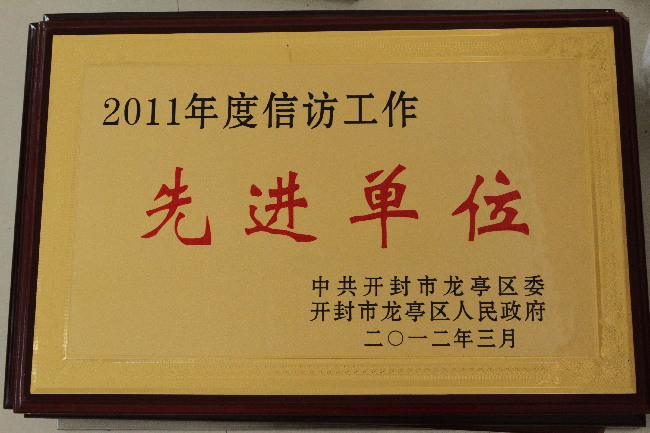 2011年度信访工作
先进单位
中共开封市龙亭区委
开封市龙亭区人民政府
二〇一二年三月